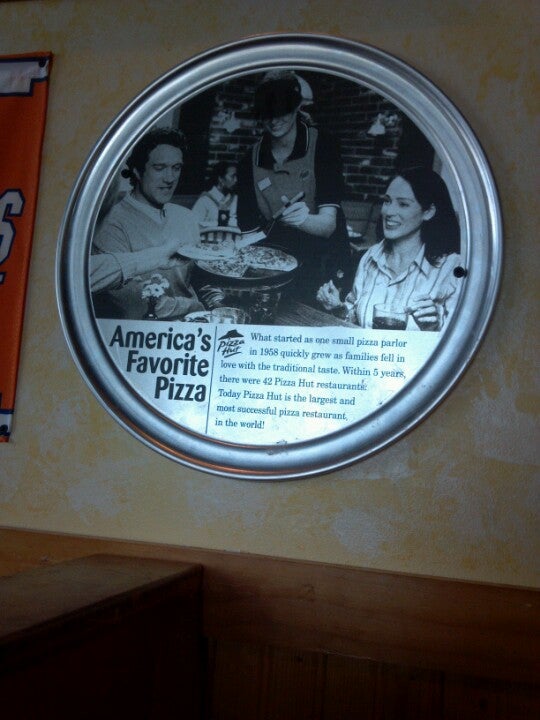 America's
Favorite
Pizza
Pizza
Hut
What started as one small pizza parlor
in 1958 quickly grew as families fell in
love with the traditional taste. Within 5 years,
there were 42 Pizza Hut restaurants.
Today Pizza Hut is the largest and
most successful pizza restaurant,
in the world!